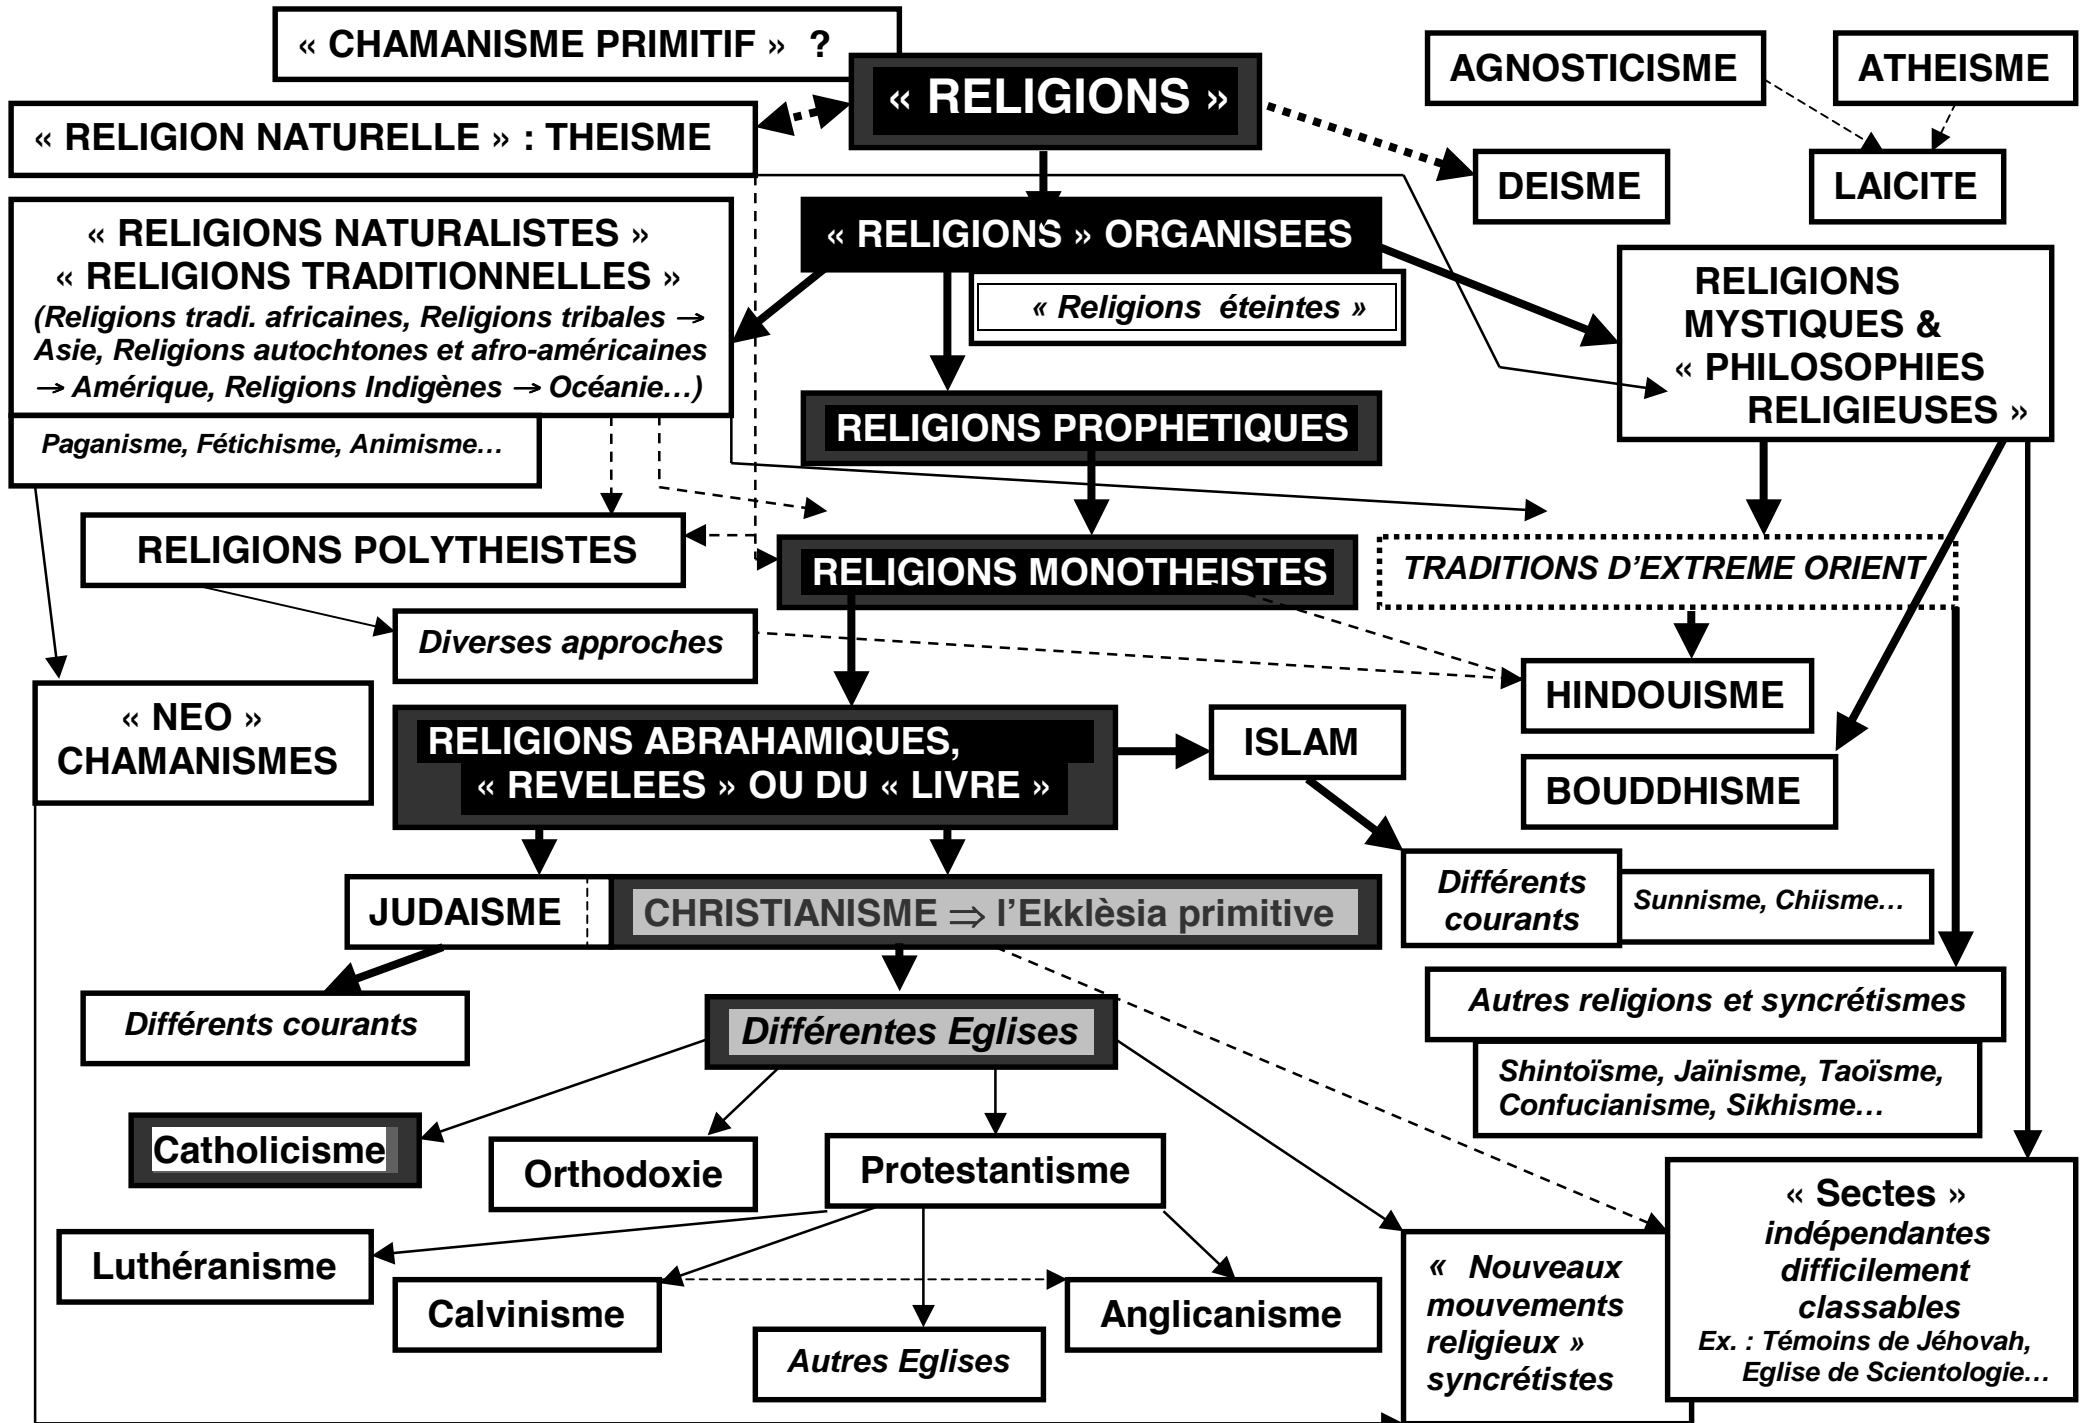 « CHAMANISME PRIMITIF » ?
« RELIGIONS »
AGNOSTICISME
ATHEISME
« RELIGION NATURELLE » : THEISME
DEISME
LAICITE
« RELIGIONS NATURALISTES »
« RELIGIONS TRADITIONNELLES »
(Religions tradi. africaines, Religions tribales →
Asie, Religions autochtones et afro-américaines
→ Amérique, Religions Indigènes → Océanie…)
« RELIGIONS » ORGANISEES
« Religions éteintes »
RELIGIONS
MYSTIQUES &
« PHILOSOPHIES
RELIGIEUSES »
Paganisme, Fétichisme, Animisme…
RELIGIONS PROPHETIQUES
RELIGIONS POLYTHEISTES
RELIGIONS MONOTHEISTES
TRADITIONS D'EXTREME ORIENT
Diverses approches
HINDOUISME
« NEO »
CHAMANISMES
RELIGIONS ABRAHAMIQUES,
« REVELEES » OU DU « LIVRE »
ISLAM
BOUDDHISME
JUDAISME
CHRISTIANISME ⇒ l'Ekklèsia primitive
Différents
courants
Sunnisme, Chiisme…
Différents courants
Différentes Eglises
Autres religions et syncrétismes
Shintoïsme, Jaïnisme, Taoïsme,
Confucianisme, Sikhisme…
Catholicisme
Orthodoxie
Protestantisme
« Sectes »
indépendantes
difficilement
classables
Ex. : Témoins de Jéhovah,
Eglise de Scientologie…
Luthéranisme
Calvinisme
Autres Eglises
Anglicanisme
« Nouveaux
mouvements
religieux »
syncrétistes